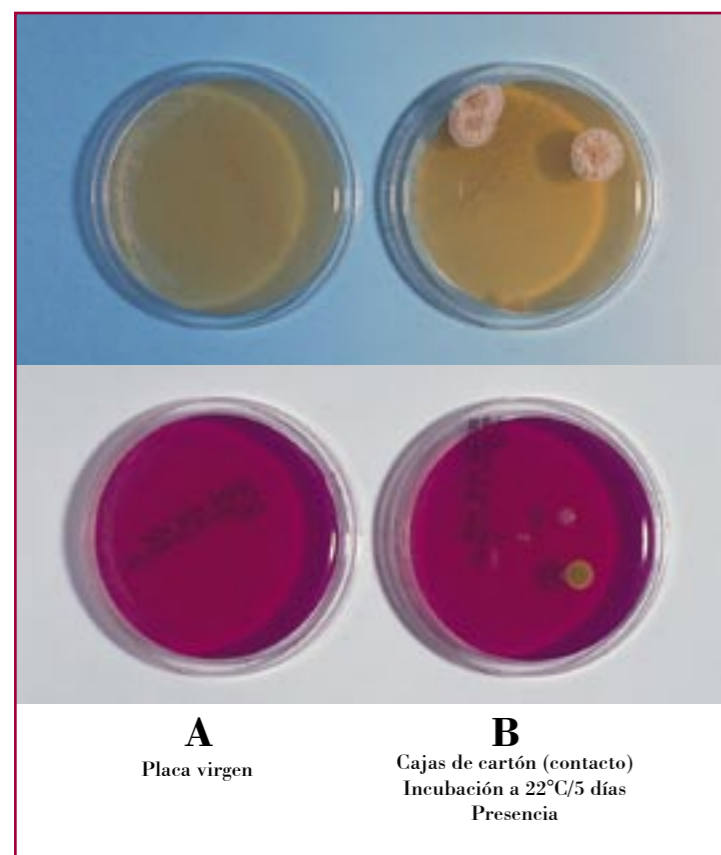 A
Placa virgen
B
Cajas de cartón (contacto)
Incubación a 22°C/5 días
Presencia